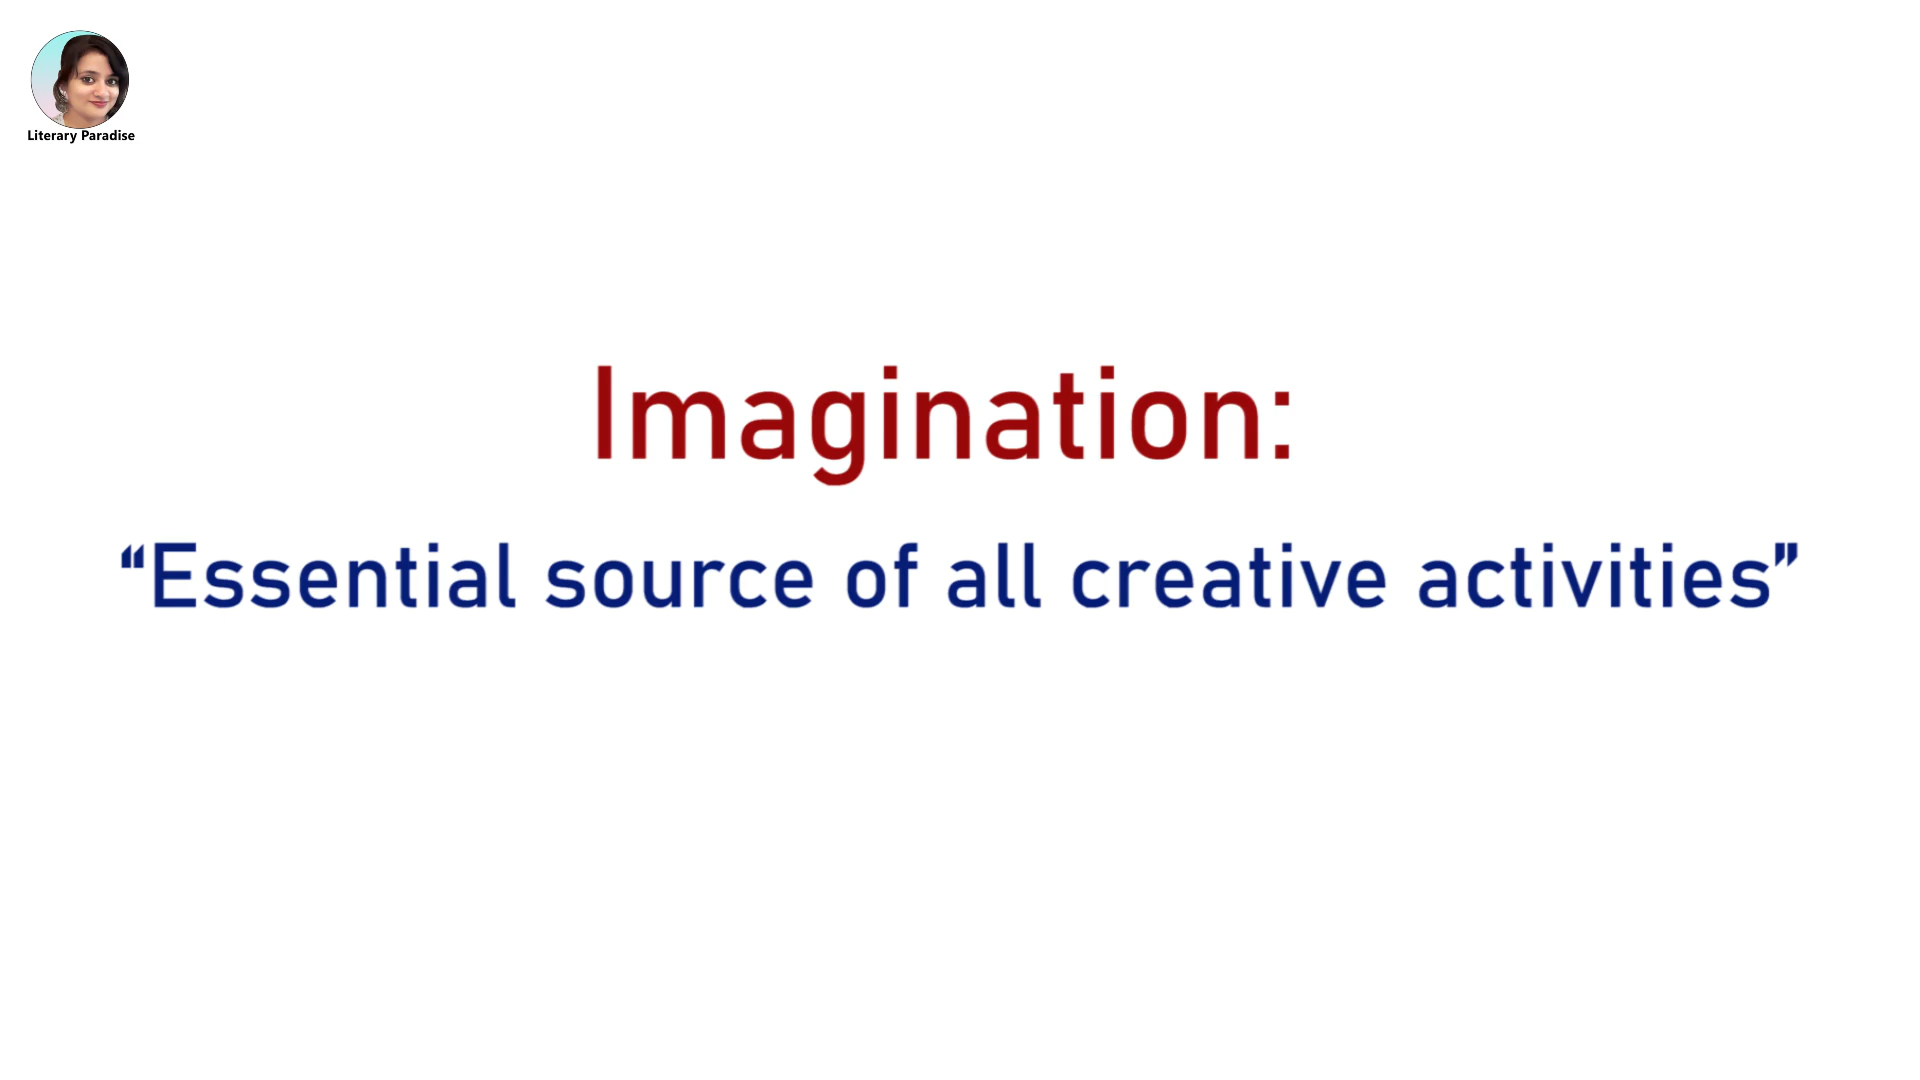 Literary Paradise
Imagination:
“Essential source of all creative activities”